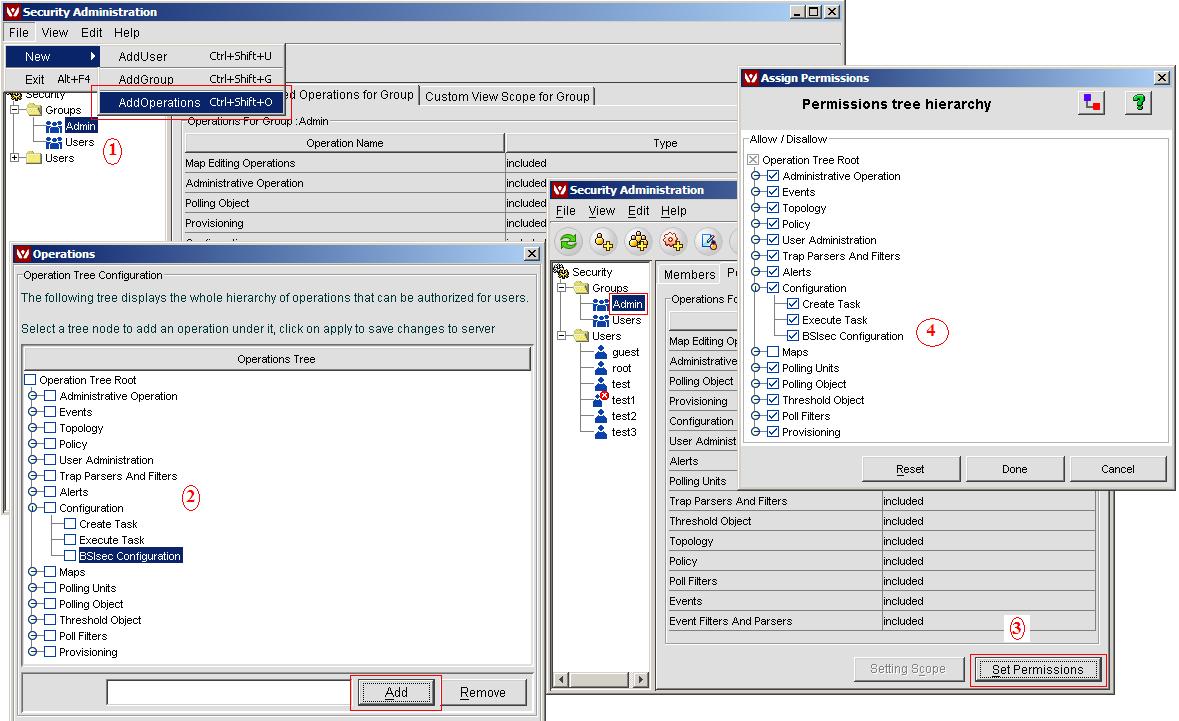 Security Administration
File View Edit Help
New
Exit Alt+F4
AddUser Ctrl+Shift+U
AddGroup Ctrl+Shift+G
AddOperations Ctrl+Shift+O
Security
Groups
Admin
Users
Users
1
Operations for Group Custom View Scope for Group
Operations For Group :Admin
Operation Name Type
Map Editing Operations included
Administrative Operation included
Polling Object included
Provisioning included
Operations
Operation Tree Configuration
The following tree displays the whole hierarchy of operations that can be authorized for users.
Select a tree node to add an operation under it, click on apply to save changes to server
Operations Tree
Operation Tree Root
Administrative Operation
Events
Topology
Policy
User Administration
Trap Parsers And Filters
Alerts
2
Configuration
Create Task
Execute Task
BSIsec Configuration
Maps
Polling Units
Polling Object
Threshold Object
Poll Filters
Provisioning
Add Remove
Security Administration
File View Edit Help
Security
Groups
Admin
Users
Users
guest
root
test
test1
test2
test3
Members
Operations Fo
Map Editing Op
Administrative
Polling Object
Provisioning
Configuration
User Administ
Alerts
Polling Units
Trap Parsers And Filters included
Threshold Object included
Topology included
Policy included
Poll Filters included
Events included
Event Filters And Parsers included
3
Setting Scope Set Permissions
Assign Permissions
Permissions tree hierarchy
?
Allow / Disallow
Operation Tree Root
Administrative Operation
Events
Topology
Policy
User Administration
Trap Parsers And Filters
Alerts
Configuration
Create Task
Execute Task
BSIsec Configuration
4
Maps
Polling Units
Polling Object
Threshold Object
Poll Filters
Provisioning
Reset Done Cancel